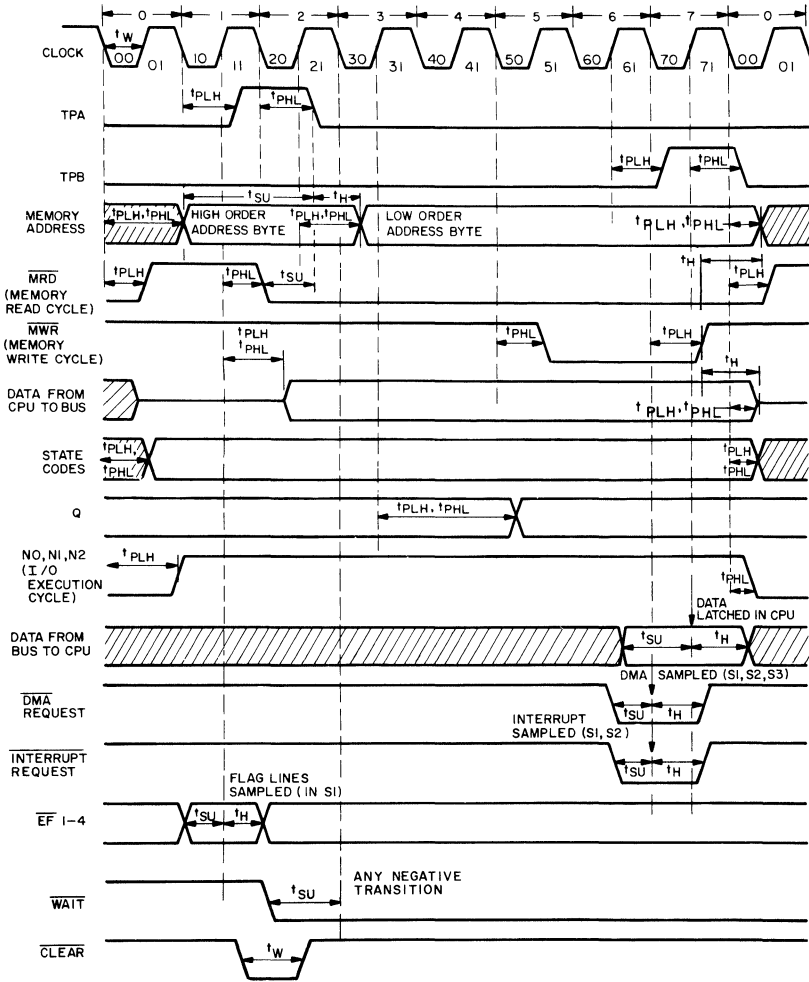 0 1 2 3 4 5 6 7 0
CLOCK
tW
00 01 10 11 20 21 30 31 40 41 50 51 60 61 70 71 00 01
TPA
tPLH tPHL
TPB
tPLH tPHL
MEMORY
ADDRESS
tPLH, tPHL
tSU
tH
HIGH ORDER
ADDRESS BYTE
tPLH, tPHL
LOW ORDER
ADDRESS BYTE
tPLH, tPHL
MRD
(MEMORY
READ CYCLE)
tPLH
tPHL
tSU
tH
tPLH
MWR
(MEMORY
WRITE CYCLE)
tPLH
tPHL
tPHL
tPLH
tH
DATA FROM
CPU TO BUS
tPLH, tPHL
STATE
CODES
tPLH,
tPHL
tPLH
tPHL
Q
tPLH, tPHL
N0, N1, N2
(I/O
EXECUTION
CYCLE)
tPLH
tPHL
DATA
LATCHED IN CPU
DATA FROM
BUS TO CPU
tSU
tH
DMA SAMPLED (S1, S2, S3)
DMA
REQUEST
tSU
tH
INTERRUPT
SAMPLED (S1, S2)
INTERRUPT
REQUEST
tSU
tH
FLAG LINES
SAMPLED (IN S1)
EF 1-4
tSU
tH
ANY NEGATIVE
TRANSITION
WAIT
tSU
CLEAR
tW